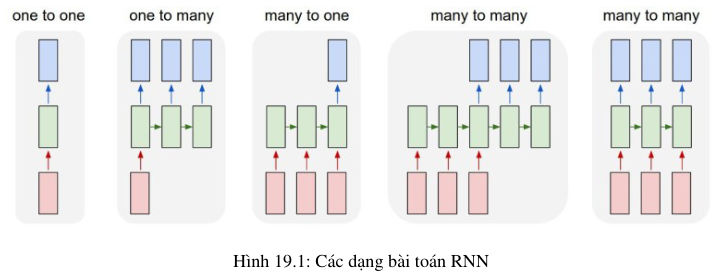 one to one
one to many
many to one
many to many
many to many
Hình 19.1: Các dạng bài toán RNN